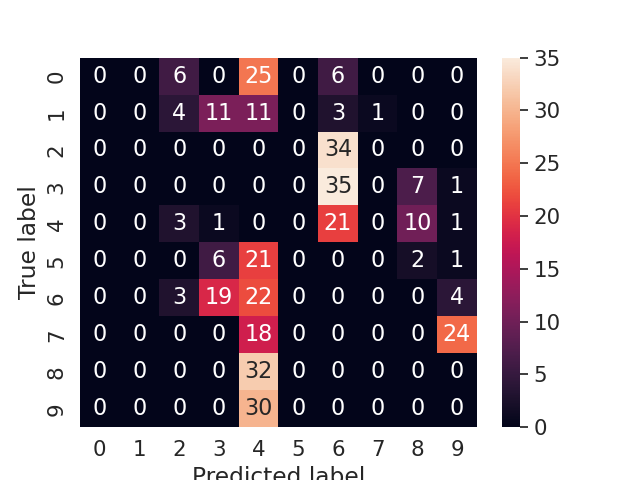 0 0 0 6 0 25 0 6 0 0 0
1 0 0 4 11 11 0 3 1 0 0
2 0 0 0 0 0 0 34 0 0 0
3 0 0 0 0 0 0 35 0 7 1
4 0 0 3 1 0 0 21 0 10 1
5 0 0 0 6 21 0 0 0 2 1
6 0 0 3 19 22 0 0 0 0 4
7 0 0 0 0 18 0 0 0 0 24
8 0 0 0 0 32 0 0 0 0 0
9 0 0 0 0 30 0 0 0 0 0
0 1 2 3 4 5 6 7 8 9
True label
Predicted label
35
30
25
20
15
10
5
0